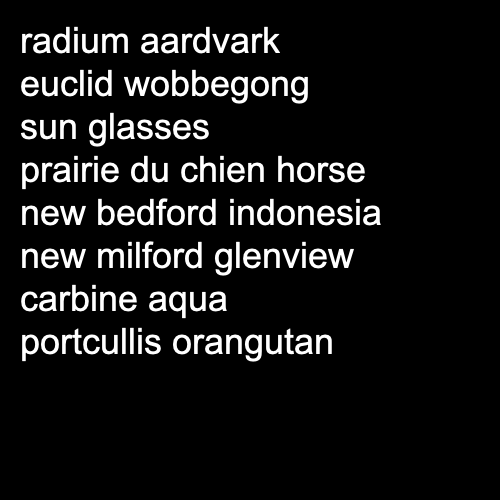 radium aardvark
euclid wobbegong
sun glasses
prairie du chien horse
new bedford indonesia
new milford glenview
carbine aqua
portcullis orangutan